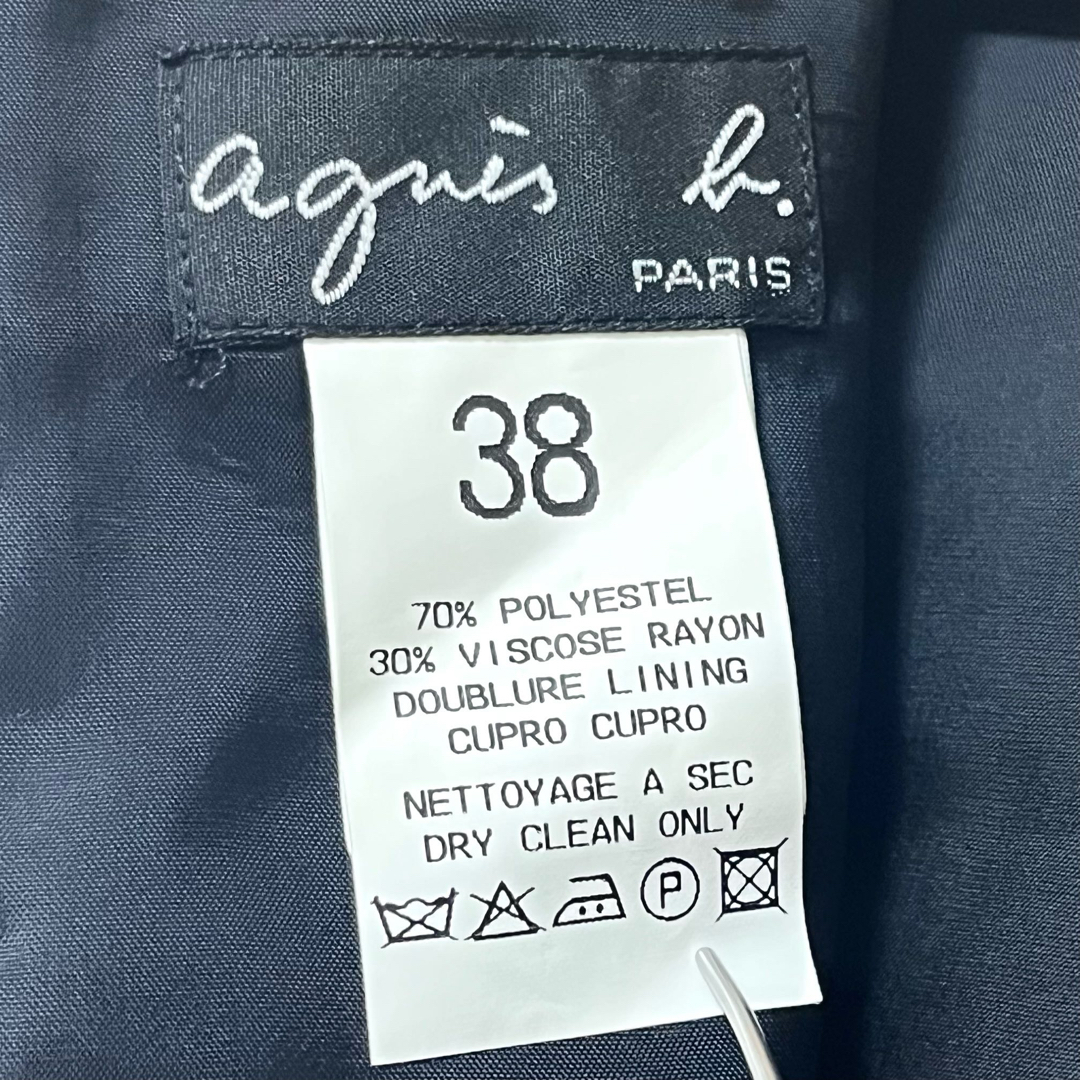 agnès b.
PARIS
38
70% POLYESTEL
30% VISCOSE RAYON
DOUBLURE LINING
CUPRO CUPRO
NETTOYAGE A SEC
DRY CLEAN ONLY
P